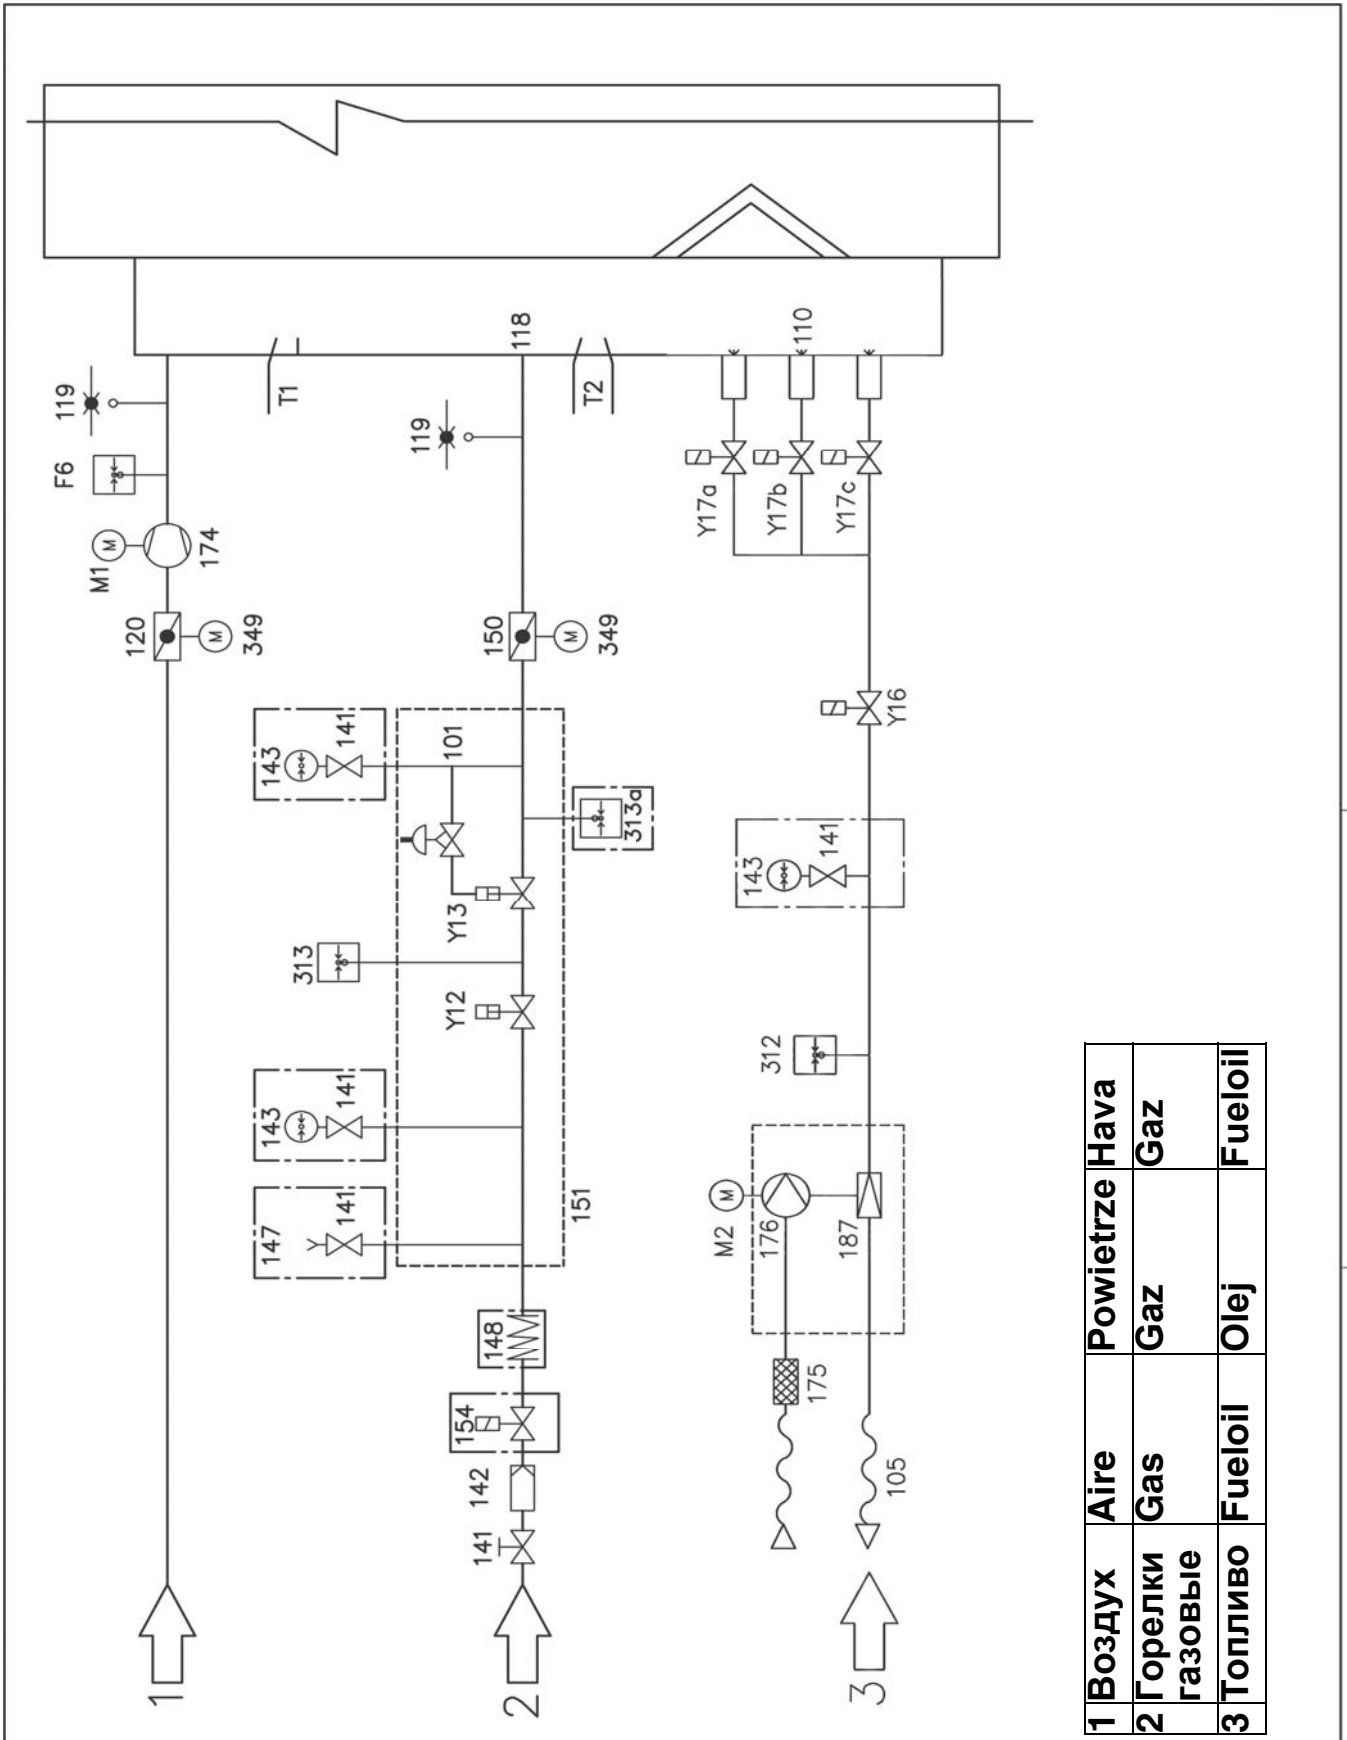 119
F6
M
M1
174
120
M
349
T1
118
119
T2
110
Y17a
Y17b
Y17c
150
M
349
143
141
101
313a
Y13
313
Y12
143
141
147
141
151
148
154
142
141
Y16
143
141
312
M
M2
176
187
175
105
1
2
3
1 Воздух Aire Powietrze Hava
2 Горелки газовые Gas Gaz Gaz
3 Топливо Fueloil Olej Fueloil